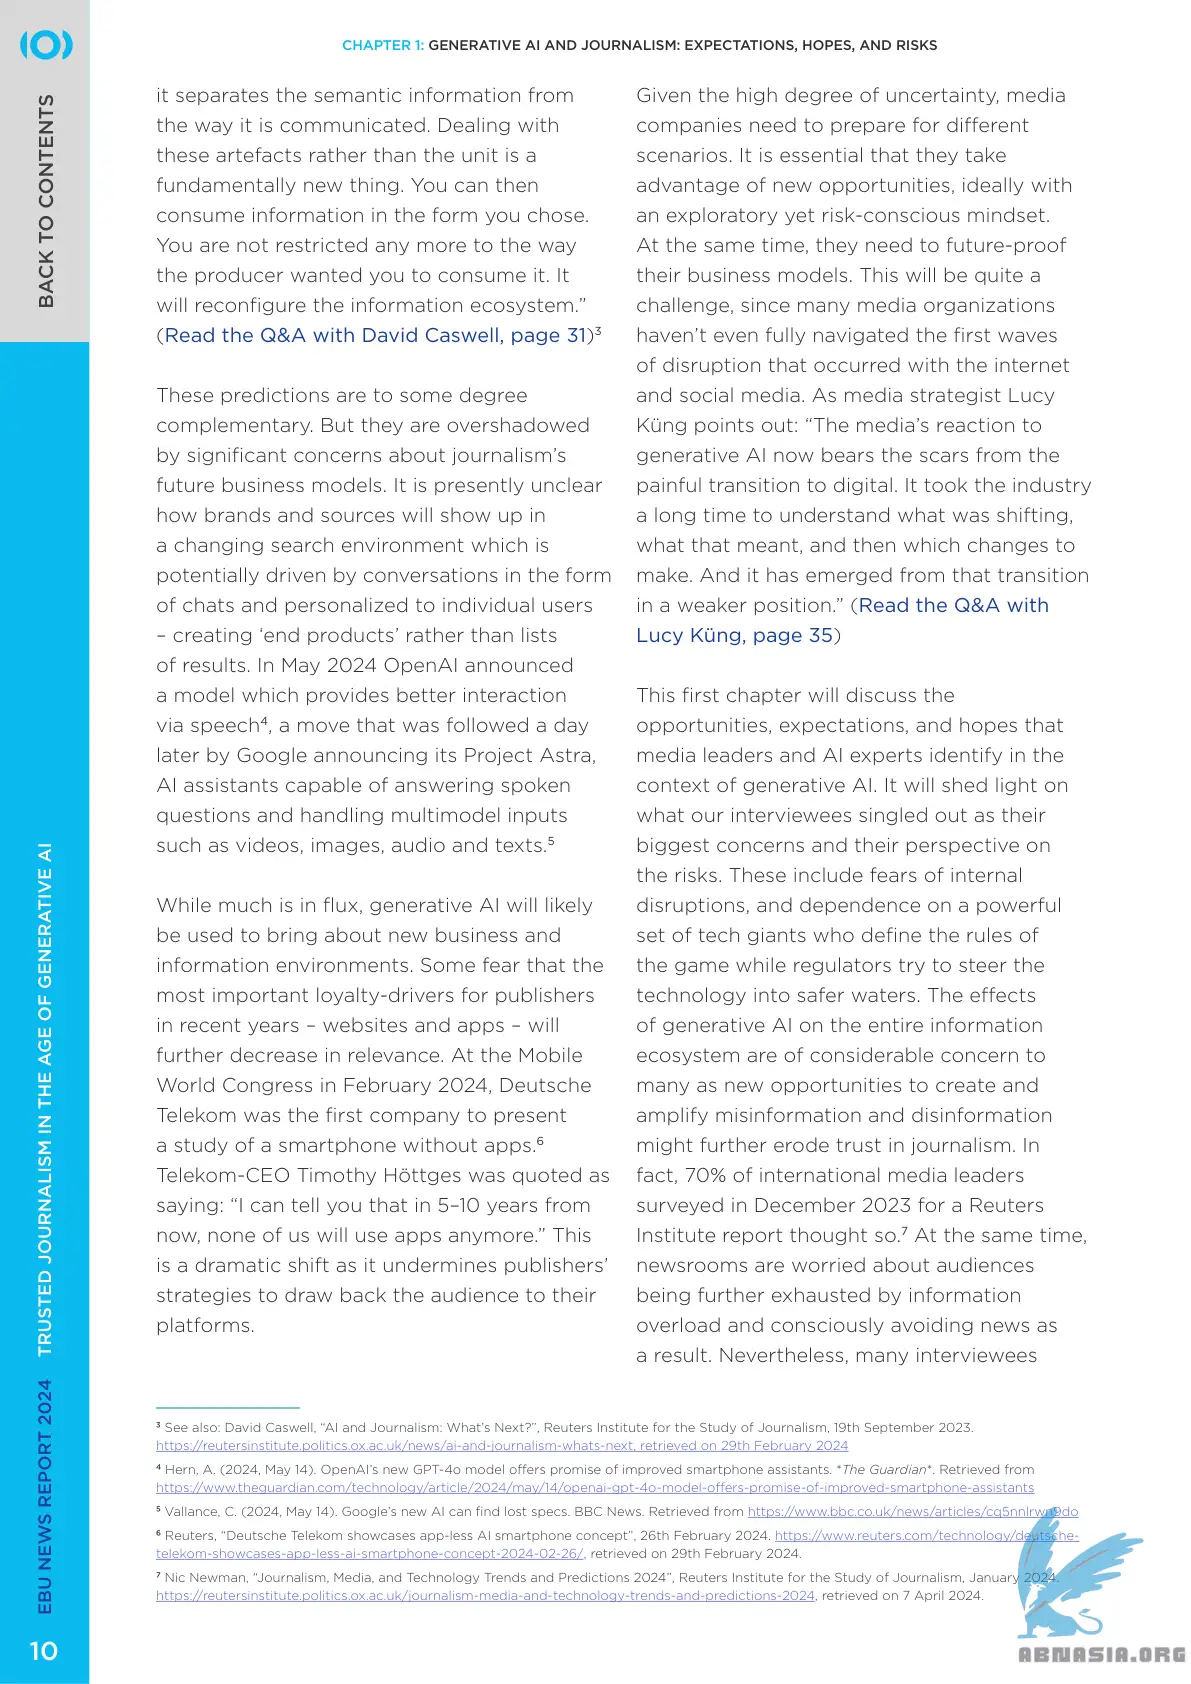 CHAPTER 1: GENERATIVE AI AND JOURNALISM: EXPECTATIONS, HOPES, AND RISKS
BACK TO CONTENTS
it separates the semantic information from
the way it is communicated. Dealing with
these artefacts rather than the unit is a
fundamentally new thing. You can then
consume information in the form you chose.
You are not restricted any more to the way
the producer wanted you to consume it. It
will reconfigure the information ecosystem.”
(Read the Q&A with David Caswell, page 31)³
These predictions are to some degree
complementary. But they are overshadowed
by significant concerns about journalism’s
future business models. It is presently unclear
how brands and sources will show up in
a changing search environment which is
potentially driven by conversations in the form
of chats and personalized to individual users
– creating ‘end products’ rather than lists
of results. In May 2024 OpenAI announced
a model which provides better interaction
via speech⁴, a move that was followed a day
later by Google announcing its Project Astra,
AI assistants capable of answering spoken
questions and handling multimodel inputs
such as videos, images, audio and texts.⁵
While much is in flux, generative AI will likely
be used to bring about new business and
information environments. Some fear that the
most important loyalty-drivers for publishers
in recent years – websites and apps – will
further decrease in relevance. At the Mobile
World Congress in February 2024, Deutsche
Telekom was the first company to present
a study of a smartphone without apps.⁶
Telekom-CEO Timothy Höttges was quoted as
saying: “I can tell you that in 5–10 years from
now, none of us will use apps anymore.” This
is a dramatic shift as it undermines publishers’
strategies to draw back the audience to their
platforms.
Given the high degree of uncertainty, media
companies need to prepare for different
scenarios. It is essential that they take
advantage of new opportunities, ideally with
an exploratory yet risk-conscious mindset.
At the same time, they need to future-proof
their business models. This will be quite a
challenge, since many media organizations
haven’t even fully navigated the first waves
of disruption that occurred with the internet
and social media. As media strategist Lucy
Küng points out: “The media’s reaction to
generative AI now bears the scars from the
painful transition to digital. It took the industry
a long time to understand what was shifting,
what that meant, and then which changes to
make. And it has emerged from that transition
in a weaker position.” (Read the Q&A with
Lucy Küng, page 35)
This first chapter will discuss the
opportunities, expectations, and hopes that
media leaders and AI experts identify in the
context of generative AI. It will shed light on
what our interviewees singled out as their
biggest concerns and their perspective on
the risks. These include fears of internal
disruptions, and dependence on a powerful
set of tech giants who define the rules of
the game while regulators try to steer the
technology into safer waters. The effects
of generative AI on the entire information
ecosystem are of considerable concern to
many as new opportunities to create and
amplify misinformation and disinformation
might further erode trust in journalism. In
fact, 70% of international media leaders
surveyed in December 2023 for a Reuters
Institute report thought so.⁷ At the same time,
newsrooms are worried about audiences
being further exhausted by information
overload and consciously avoiding news as
a result. Nevertheless, many interviewees
³ See also: David Caswell, “AI and Journalism: What’s Next?”, Reuters Institute for the Study of Journalism, 19th September 2023.
https://reutersinstitute.politics.ox.ac.uk/news/ai-and-journalism-whats-next, retrieved on 29th February 2024
⁴ Hern, A. (2024, May 14). OpenAI’s new GPT-4o model offers promise of improved smartphone assistants. *The Guardian*. Retrieved from
https://www.theguardian.com/technology/article/2024/may/14/openai-gpt-4o-model-offers-promise-of-improved-smartphone-assistants
⁵ Vallance, C. (2024, May 14). Google’s new AI can find lost specs. BBC News. Retrieved from https://www.bbc.co.uk/news/articles/cq5nnlrwn9do
⁶ Reuters, “Deutsche Telekom showcases app-less AI smartphone concept”, 26th February 2024. https://www.reuters.com/technology/deutsche-
telekom-showcases-app-less-ai-smartphone-concept-2024-02-26/, retrieved on 29th February 2024.
⁷ Nic Newman, “Journalism, Media, and Technology Trends and Predictions 2024”, Reuters Institute for the Study of Journalism, January 2024.
https://reutersinstitute.politics.ox.ac.uk/journalism-media-and-technology-trends-and-predictions-2024, retrieved on 7 April 2024.
EBU NEWS REPORT 2024 TRUSTED JOURNALISM IN THE AGE OF GENERATIVE AI
10
ABNASIA.ORG